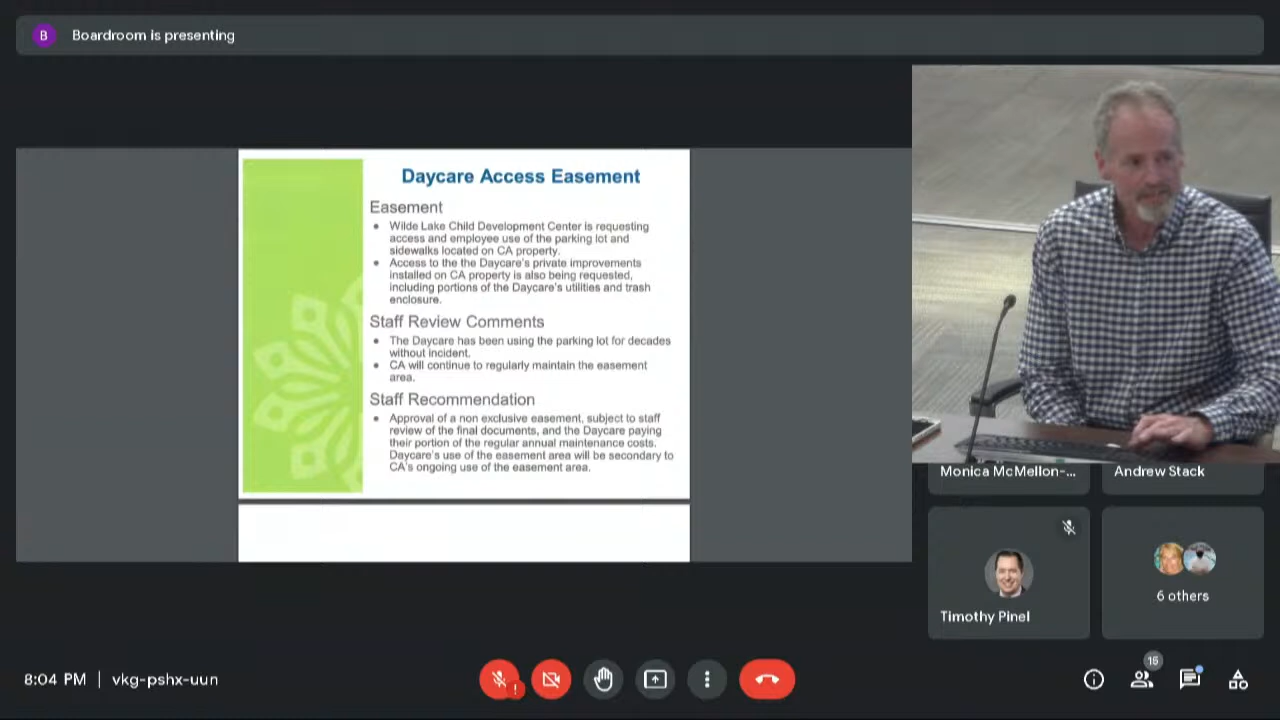 B Boardroom is presenting
Daycare Access Easement
Easement
• Wilde Lake Child Development Center is requesting
access and employee use of the parking lot and
sidewalks located on CA property.
• Access to the the Daycare's private improvements
installed on CA property is also being requested,
including portions of the Daycare's utilities and trash
enclosure.
Staff Review Comments
• The Daycare has been using the parking lot for decades
without incident.
• CA will continue to regularly maintain the easement
area.
Staff Recommendation
• Approval of a non exclusive easement, subject to staff
review of the final documents, and the Daycare paying
their portion of the regular annual maintenance costs.
Daycare's use of the easement area will be secondary to
CA's ongoing use of the easement area.
Monica McMellon-...
Andrew Stack
Timothy Pinel
6 others
8:04 PM | vkg-pshx-uun
!
15